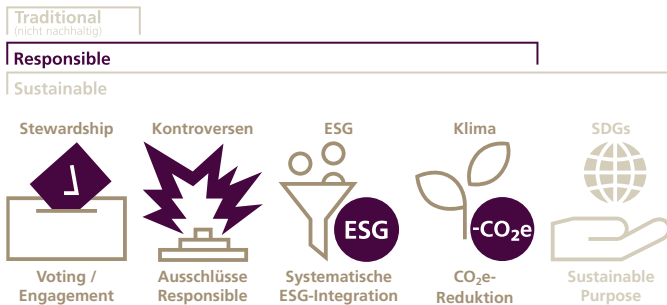 Traditional
(nicht nachhaltig)
Responsible
Sustainable
Stewardship
Kontroversen
ESG
Klima
SDGs
ESG
-CO₂e
Voting /
Engagement
Ausschlüsse
Responsible
Systematische
ESG-Integration
CO₂e-
Reduktion
Sustainable
Purpose